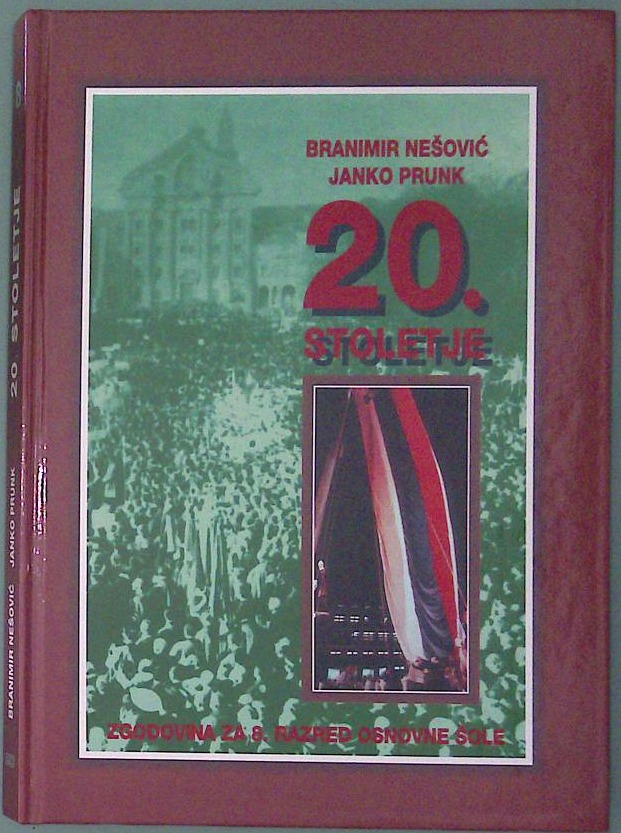 BRANIMIR NEŠOVIĆ
JANKO PRUNK
20.
STOLETJE
ZGODOVINA ZA 8. RAZRED OSNOVNE ŠOLE
BRANIMIR NEŠOVIĆ JANKO PRUNK 20. STOLETJE